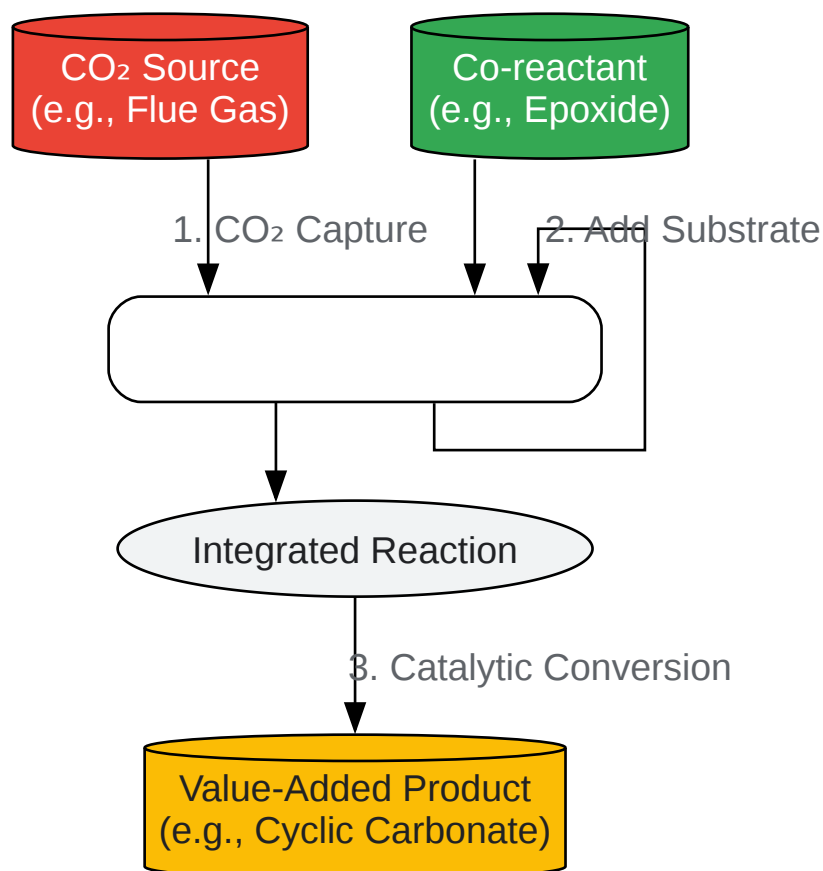 CO₂ Source
(e.g., Flue Gas)
Co-reactant
(e.g., Epoxide)
1. CO₂ Capture
2. Add Substrate
Integrated Reaction
3. Catalytic Conversion
Value-Added Product
(e.g., Cyclic Carbonate)